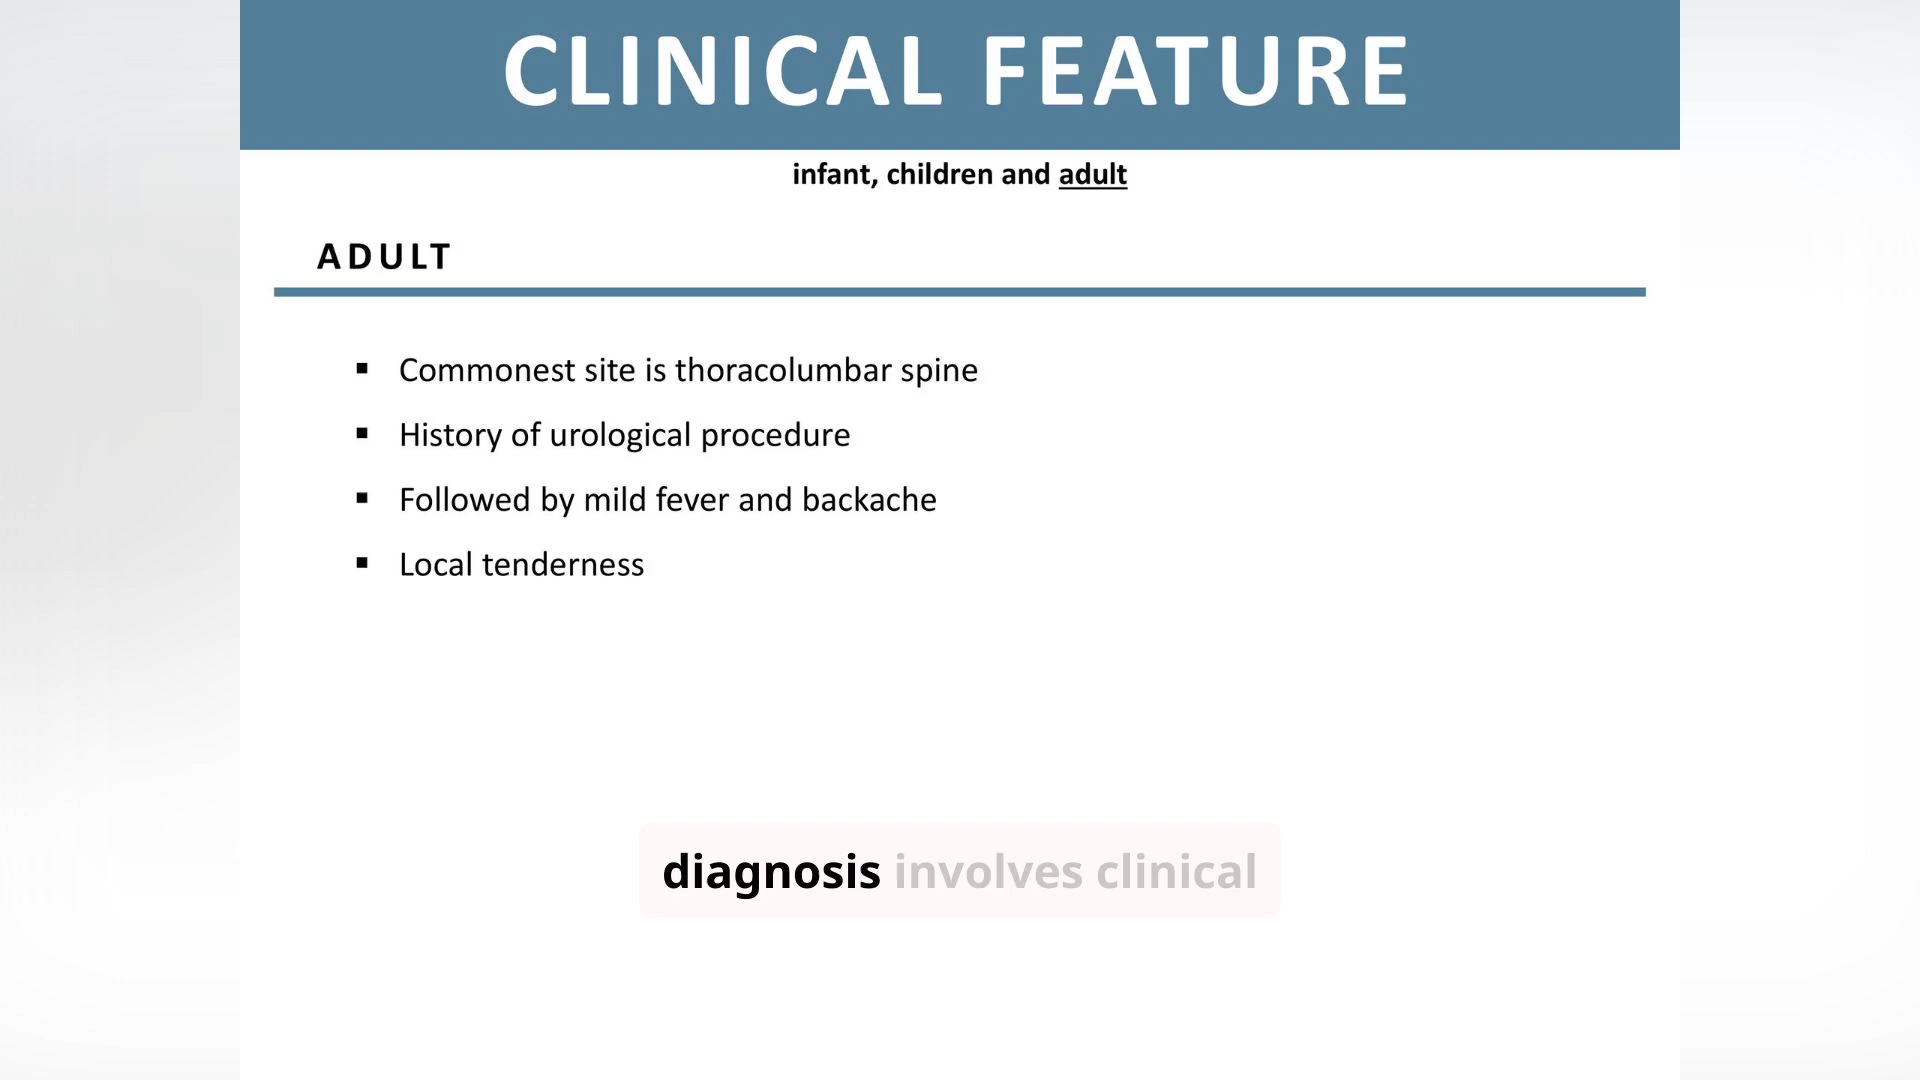 CLINICAL FEATURE
infant, children and adult
ADULT
▪ Commonest site is thoracolumbar spine
▪ History of urological procedure
▪ Followed by mild fever and backache
▪ Local tenderness
diagnosis involves clinical